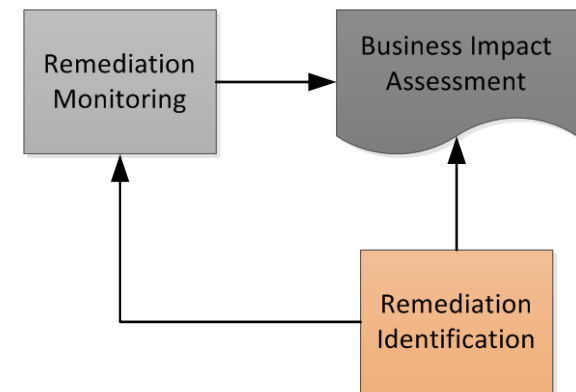 Remediation
Monitoring
Business Impact
Assessment
Remediation
Identification